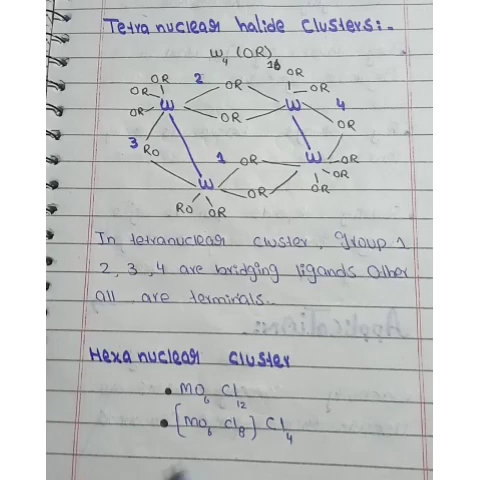 Tetra nuclear halide clusters:-
W4 (OR)16
OR 2 OR
OR OR OR
OR W W 4
OR OR
3
Ro 1 OR W OR
W OR
OR OR
RO OR
In tetranuclear cluster, group 1
2, 3, 4 are bridging ligands other
all are terminals.
Hexa nuclear cluster
• MO6 Cl12
• [MO6 Cl8] Cl4